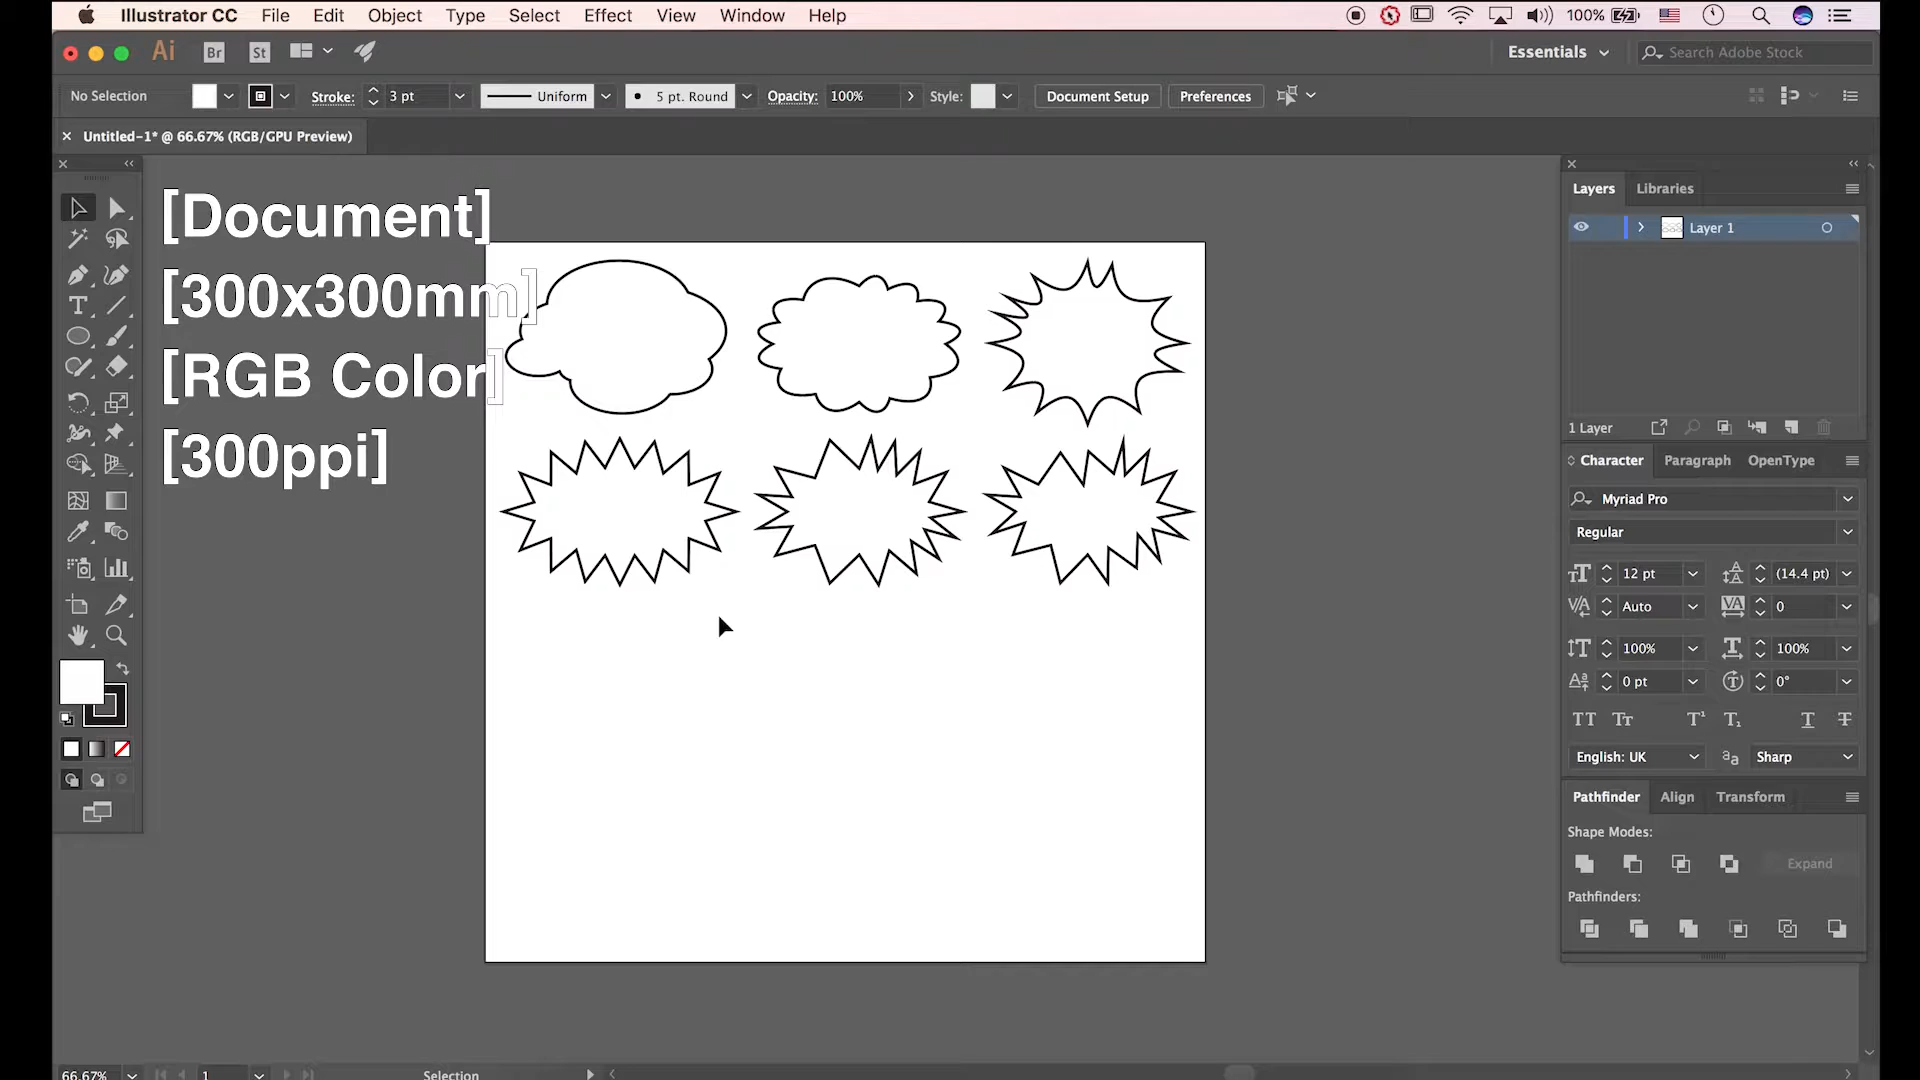 Illustrator CC File Edit Object Type Select Effect View Window Help 100%
Ai Br St Essentials Search Adobe Stock
No Selection Stroke: 3 pt Uniform 5 pt. Round Opacity: 100% Style: Document Setup Preferences
Untitled-1* @ 66.67% (RGB/GPU Preview)
[Document]
[300x300mm]
[RGB Color]
[300ppi]
Layers Libraries
Layer 1
1 Layer
Character Paragraph OpenType
Myriad Pro
Regular
12 pt (14.4 pt)
Auto 0
100% 100%
0 pt 0°
English: UK Sharp
Pathfinder Align Transform
Shape Modes:
Expand
Pathfinders:
66.67% 1 Selection